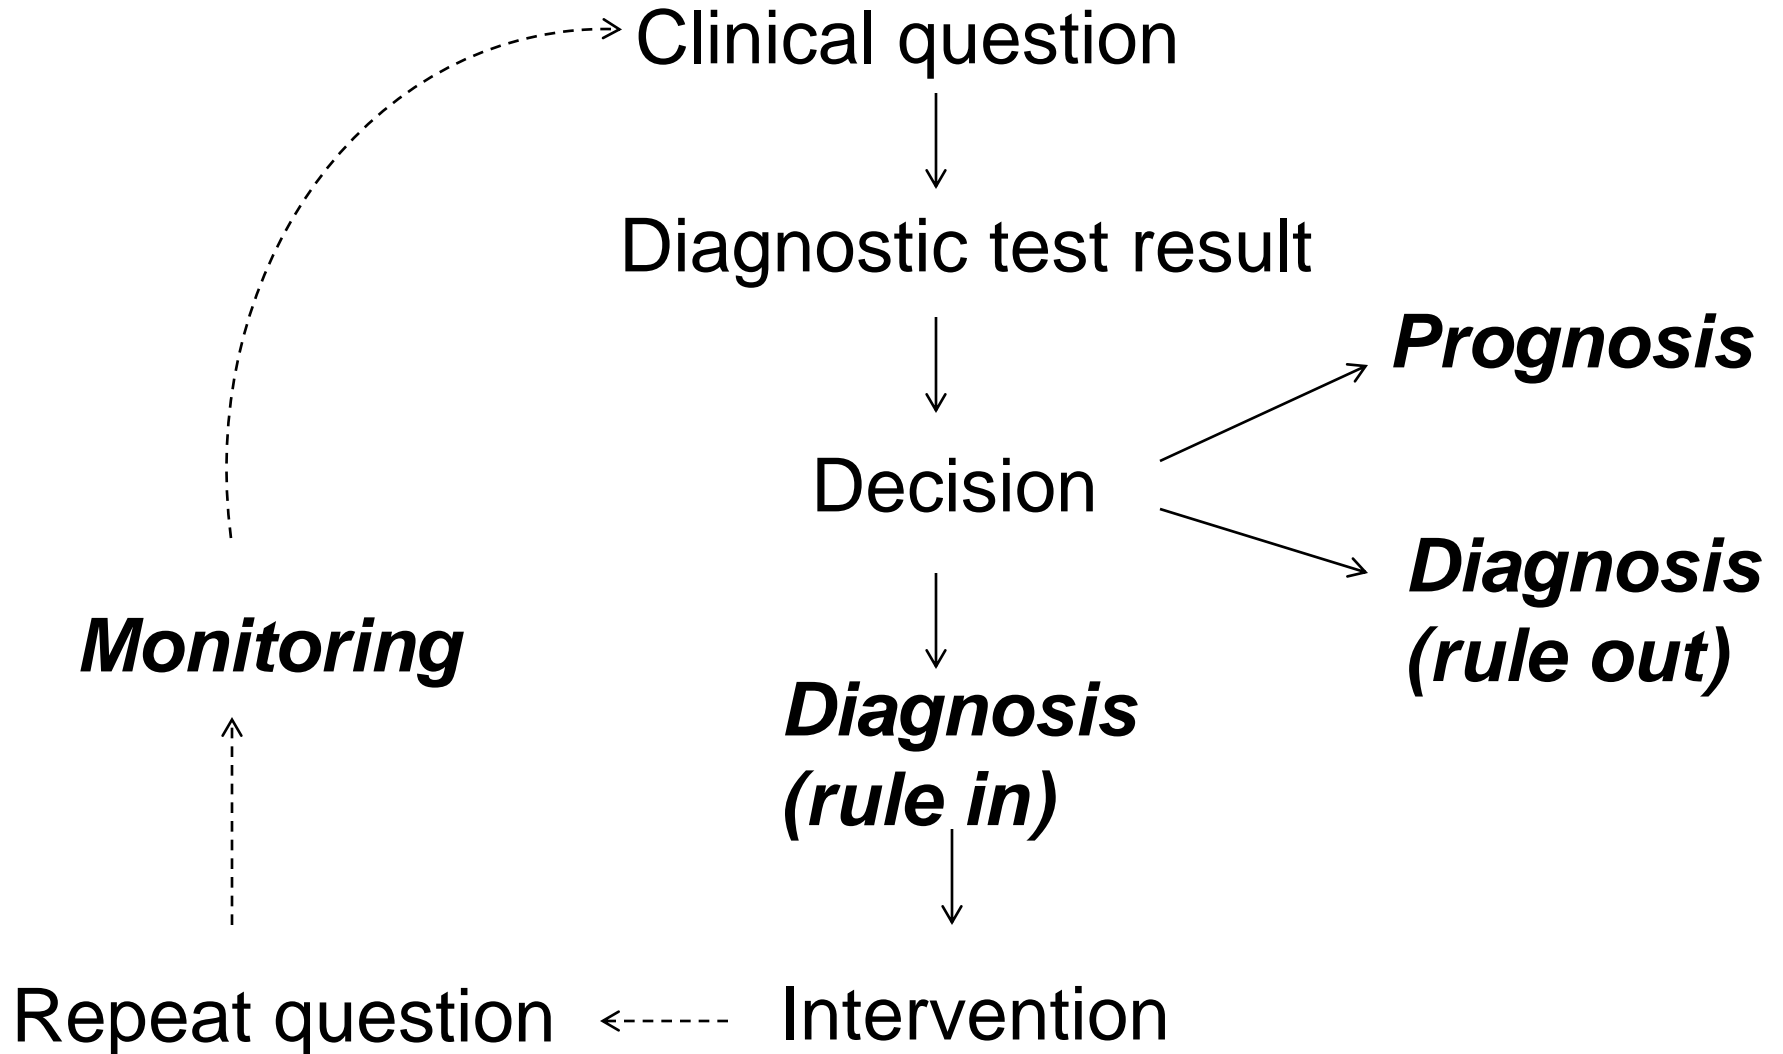 Clinical question
Diagnostic test result
Prognosis
Decision
Diagnosis
(rule out)
Monitoring
Diagnosis
(rule in)
Repeat question
Intervention